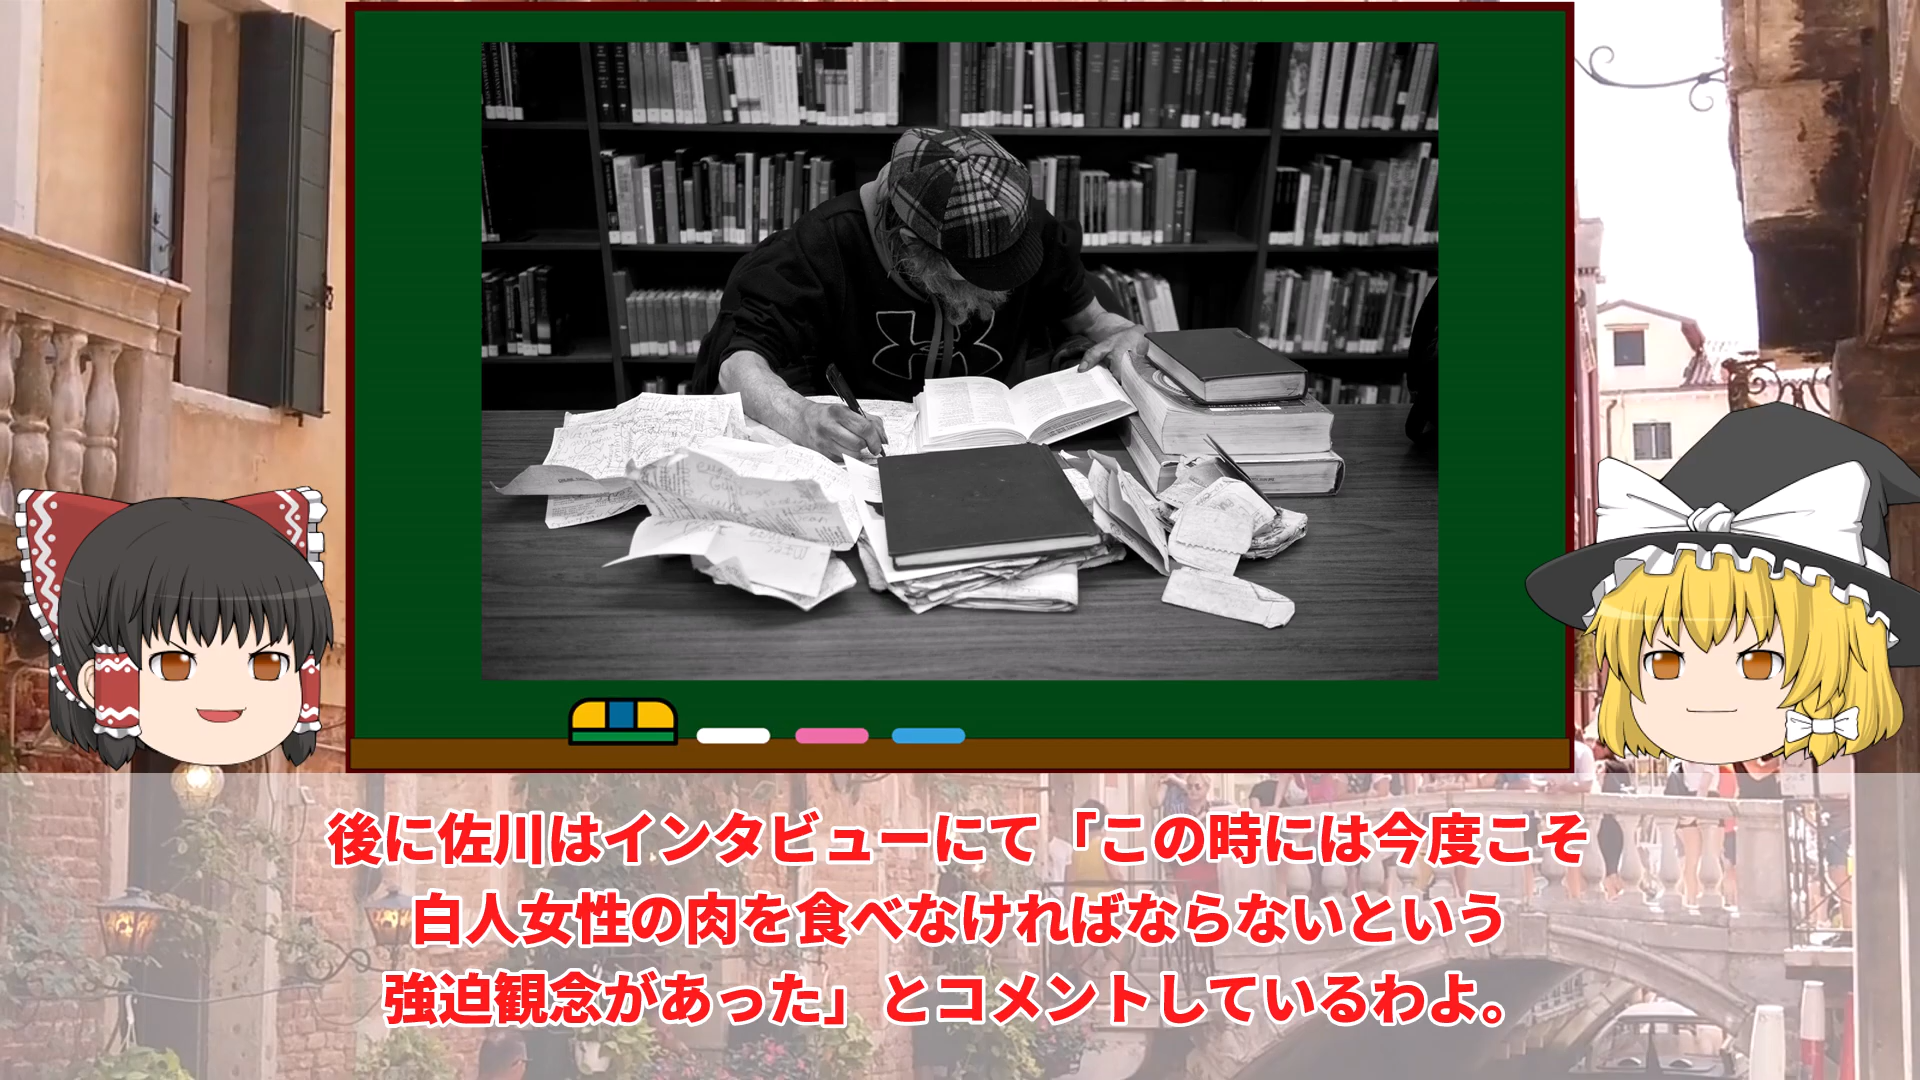 後に佐川はインタビューにて「この時には今度こそ
白人女性の肉を食べなければならないという
強迫観念があった」とコメントしているわよ。